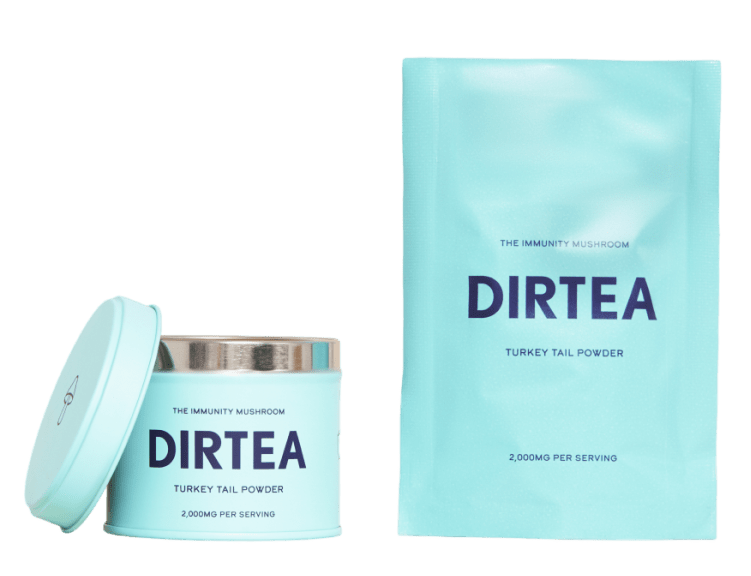 THE IMMUNITY MUSHROOM
DIRTEA
TURKEY TAIL POWDER
2,000MG PER SERVING
THE IMMUNITY MUSHROOM
DIRTEA
TURKEY TAIL POWDER
2,000MG PER SERVING